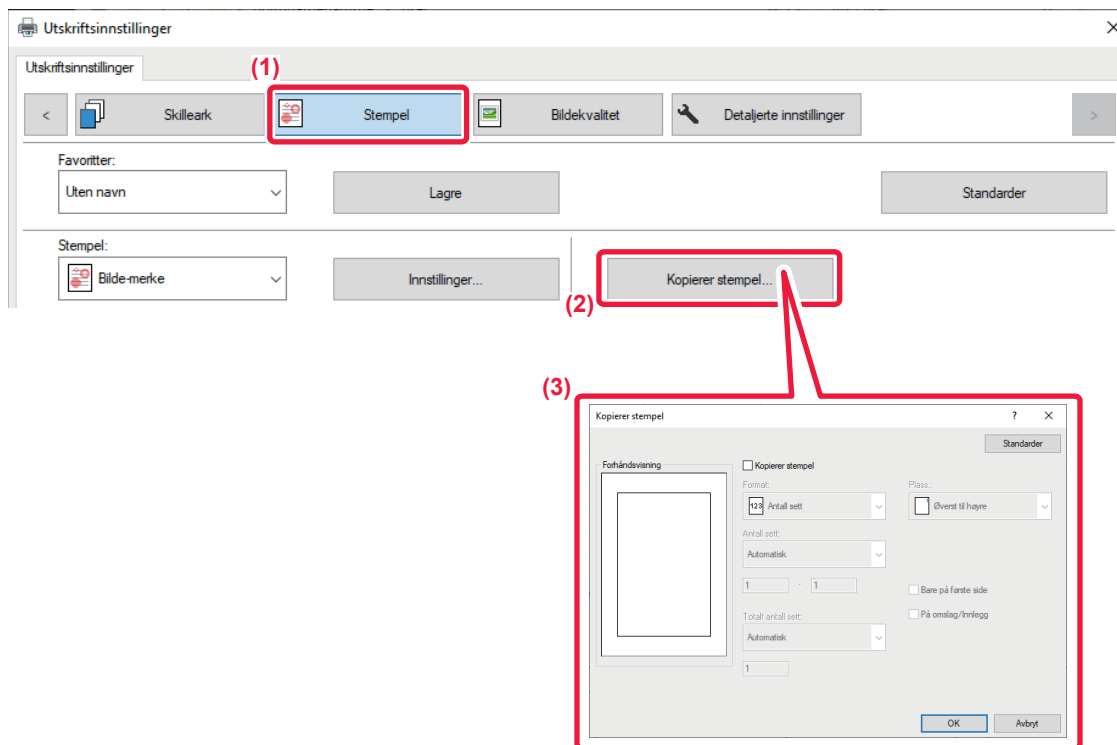 Utskriftsinnstillinger
Utskriftsinnstillinger
(1)
< Skilleark Stempel Bildekvalitet Detaljerte innstillinger >
Favoritter:
Uten navn Lagre Standarder
Stempel:
Bilde-merke Innstillinger... Kopierer stempel...
(2)
(3)
Kopierer stempel ? ×
Standarder
Forhåndsvisning Kopierer stempel
Format: Plass.:
123 Antall sett Øverst til høyre
Antall sett:
Automatisk
1 - 1 Bare på første side
Totalt antall sett: På omslag/Innlegg
Automatisk
1
OK Avbryt